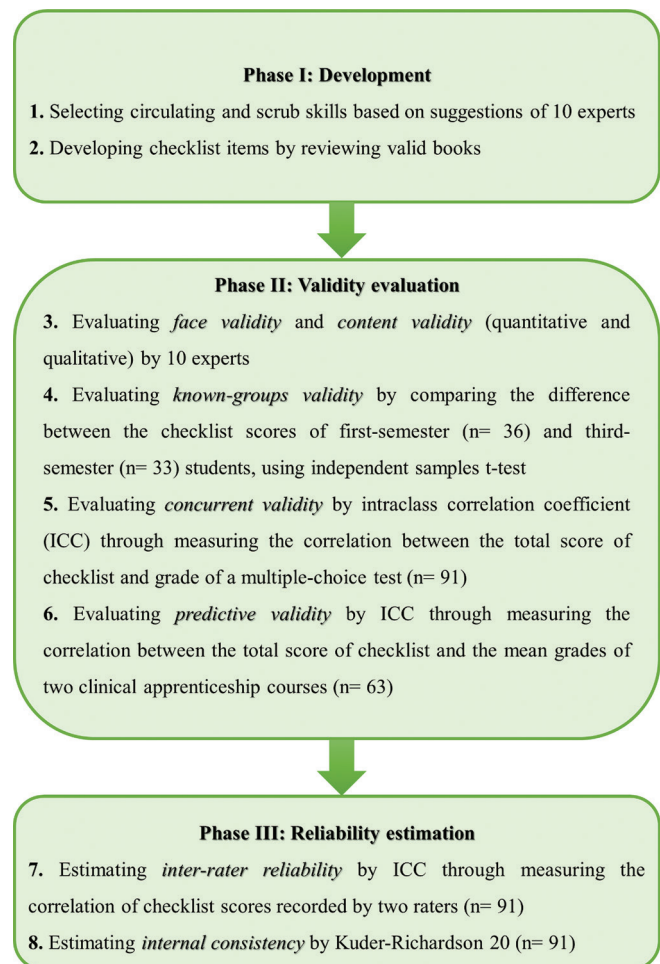 Phase I: Development
1. Selecting circulating and scrub skills based on suggestions of 10 experts
2. Developing checklist items by reviewing valid books
Phase II: Validity evaluation
3. Evaluating face validity and content validity (quantitative and
qualitative) by 10 experts
4. Evaluating known-groups validity by comparing the difference
between the checklist scores of first-semester (n= 36) and third-
semester (n= 33) students, using independent samples t-test
5. Evaluating concurrent validity by intraclass correlation coefficient
(ICC) through measuring the correlation between the total score of
checklist and grade of a multiple-choice test (n= 91)
6. Evaluating predictive validity by ICC through measuring the
correlation between the total score of checklist and the mean grades of
two clinical apprenticeship courses (n= 63)
Phase III: Reliability estimation
7. Estimating inter-rater reliability by ICC through measuring the
correlation of checklist scores recorded by two raters (n= 91)
8. Estimating internal consistency by Kuder-Richardson 20 (n= 91)